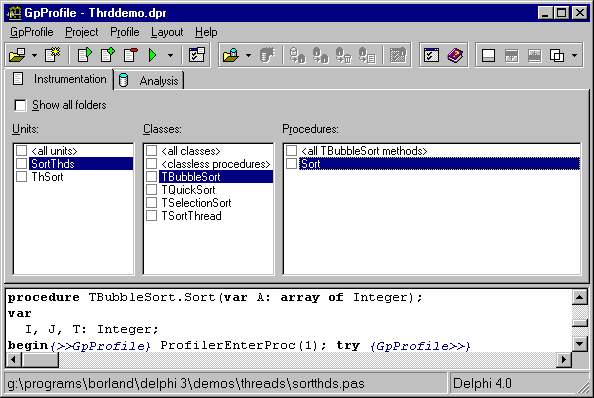 GpProfile - Thrddemo.dpr
GpProfile Project Profile Layout Help
Instrumentation Analysis
Show all folders
Units:
<all units>
SortThds
ThSort
Classes:
<all classes>
<classless procedures>
TBubbleSort
TQuickSort
TSelectionSort
TSortThread
Procedures:
<all TBubbleSort methods>
Sort
procedure TBubbleSort.Sort(var A: array of Integer);
var
I, J, T: Integer;
begin{>>GpProfile} ProfilerEnterProc(1); try {GpProfile>>}
g:\programs\borland\delphi 3\demos\threads\sortthds.pas
Delphi 4.0